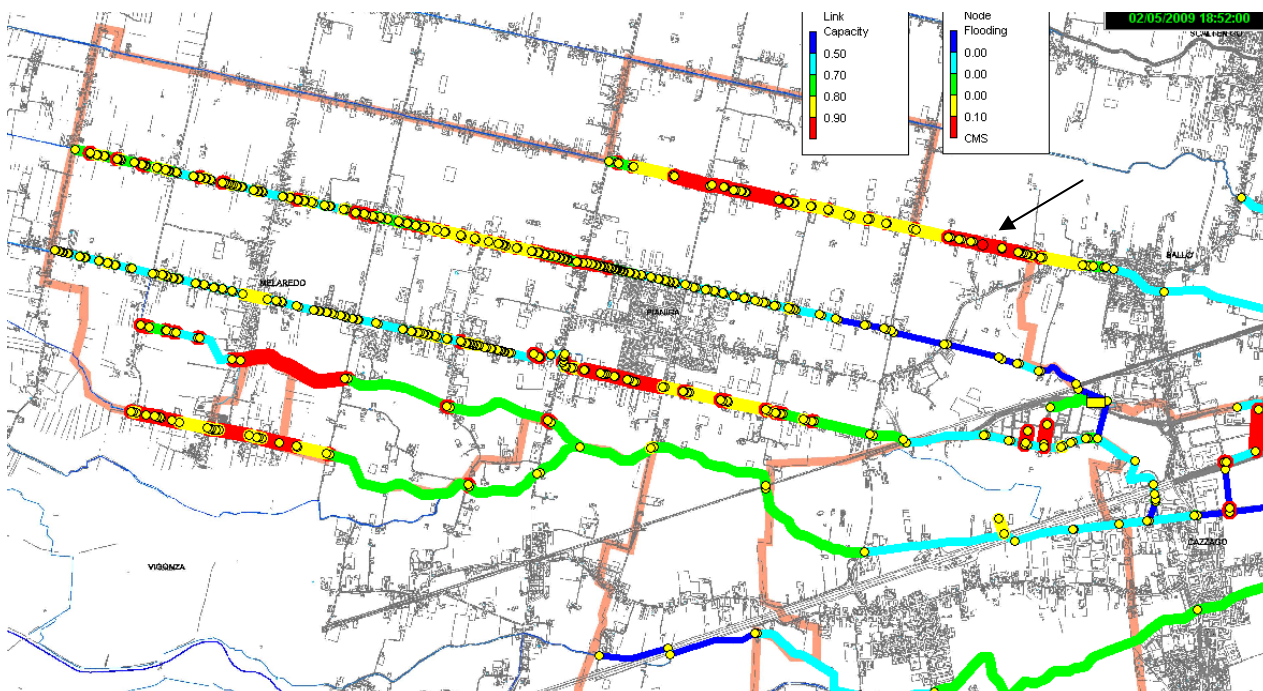 Link
Capacity
0.50
0.70
0.80
0.90
Node
Flooding
0.00
0.00
0.00
0.10
CMS
02/05/2009 18:52:00
BALLO'
MELAREDO
PIANIGA
CAZZAGO
VIGONZA